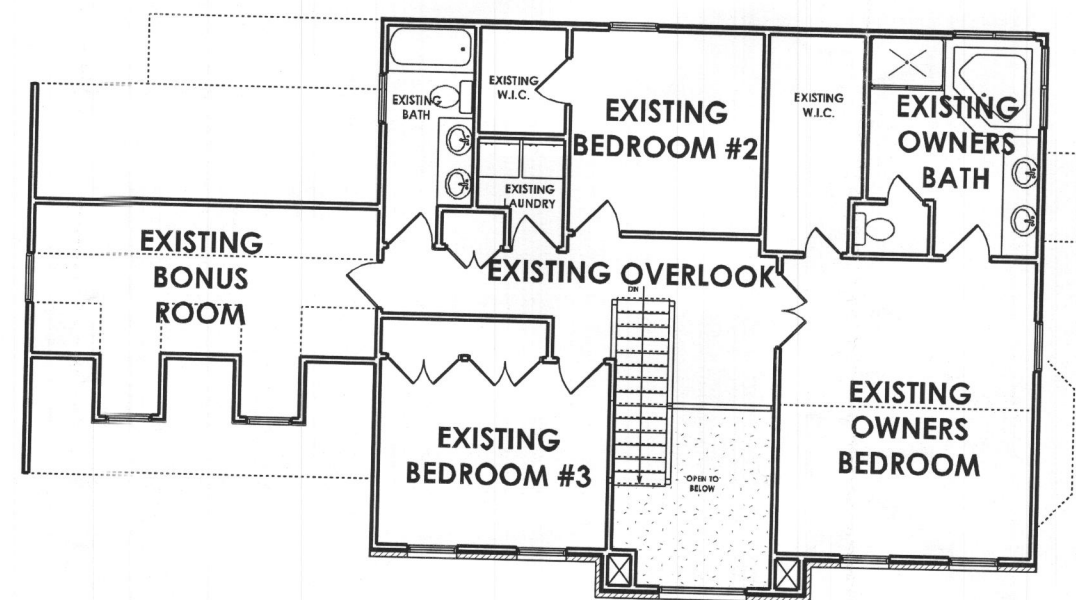 EXISTING
BATH
EXISTING
W.I.C.
EXISTING
LAUNDRY
EXISTING
BEDROOM #2
EXISTING
W.I.C.
EXISTING
OWNERS
BATH
EXISTING
BONUS
ROOM
EXISTING OVERLOOK
DN
EXISTING
BEDROOM #3
OPEN TO
BELOW
EXISTING
OWNERS
BEDROOM